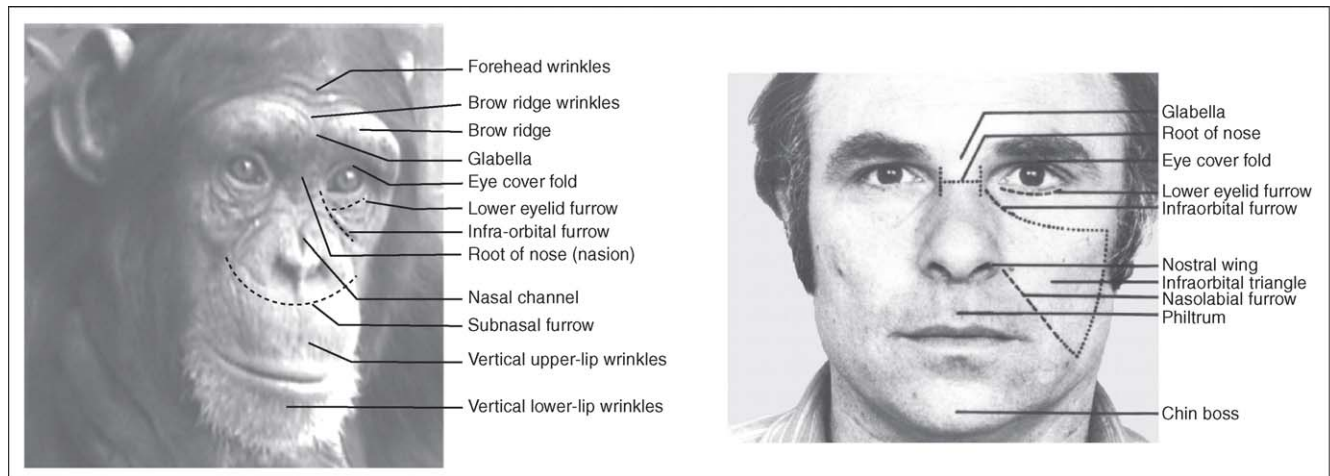 Forehead wrinkles
Brow ridge wrinkles
Brow ridge
Glabella
Eye cover fold
Lower eyelid furrow
Infra-orbital furrow
Root of nose (nasion)
Nasal channel
Subnasal furrow
Vertical upper-lip wrinkles
Vertical lower-lip wrinkles
Glabella
Root of nose
Eye cover fold
Lower eyelid furrow
Infraorbital furrow
Nostral wing
Infraorbital triangle
Nasolabial furrow
Philtrum
Chin boss